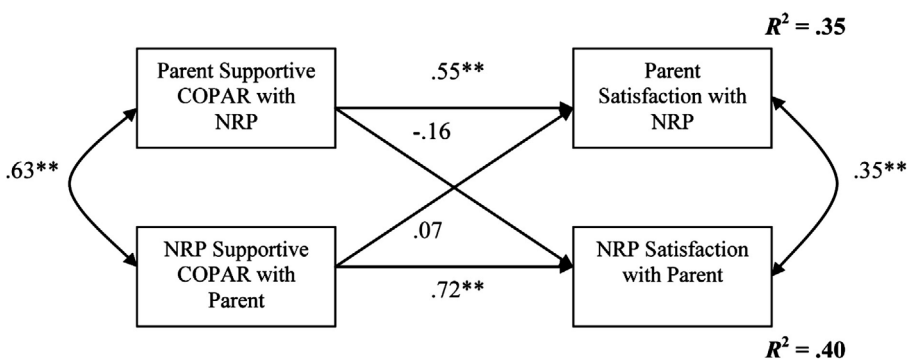 R² = .35
Parent Supportive
COPAR with
NRP
.55**
Parent
Satisfaction with
NRP
-.16
.63**
.35**
.07
NRP Supportive
COPAR with
Parent
.72**
NRP Satisfaction
with Parent
R² = .40